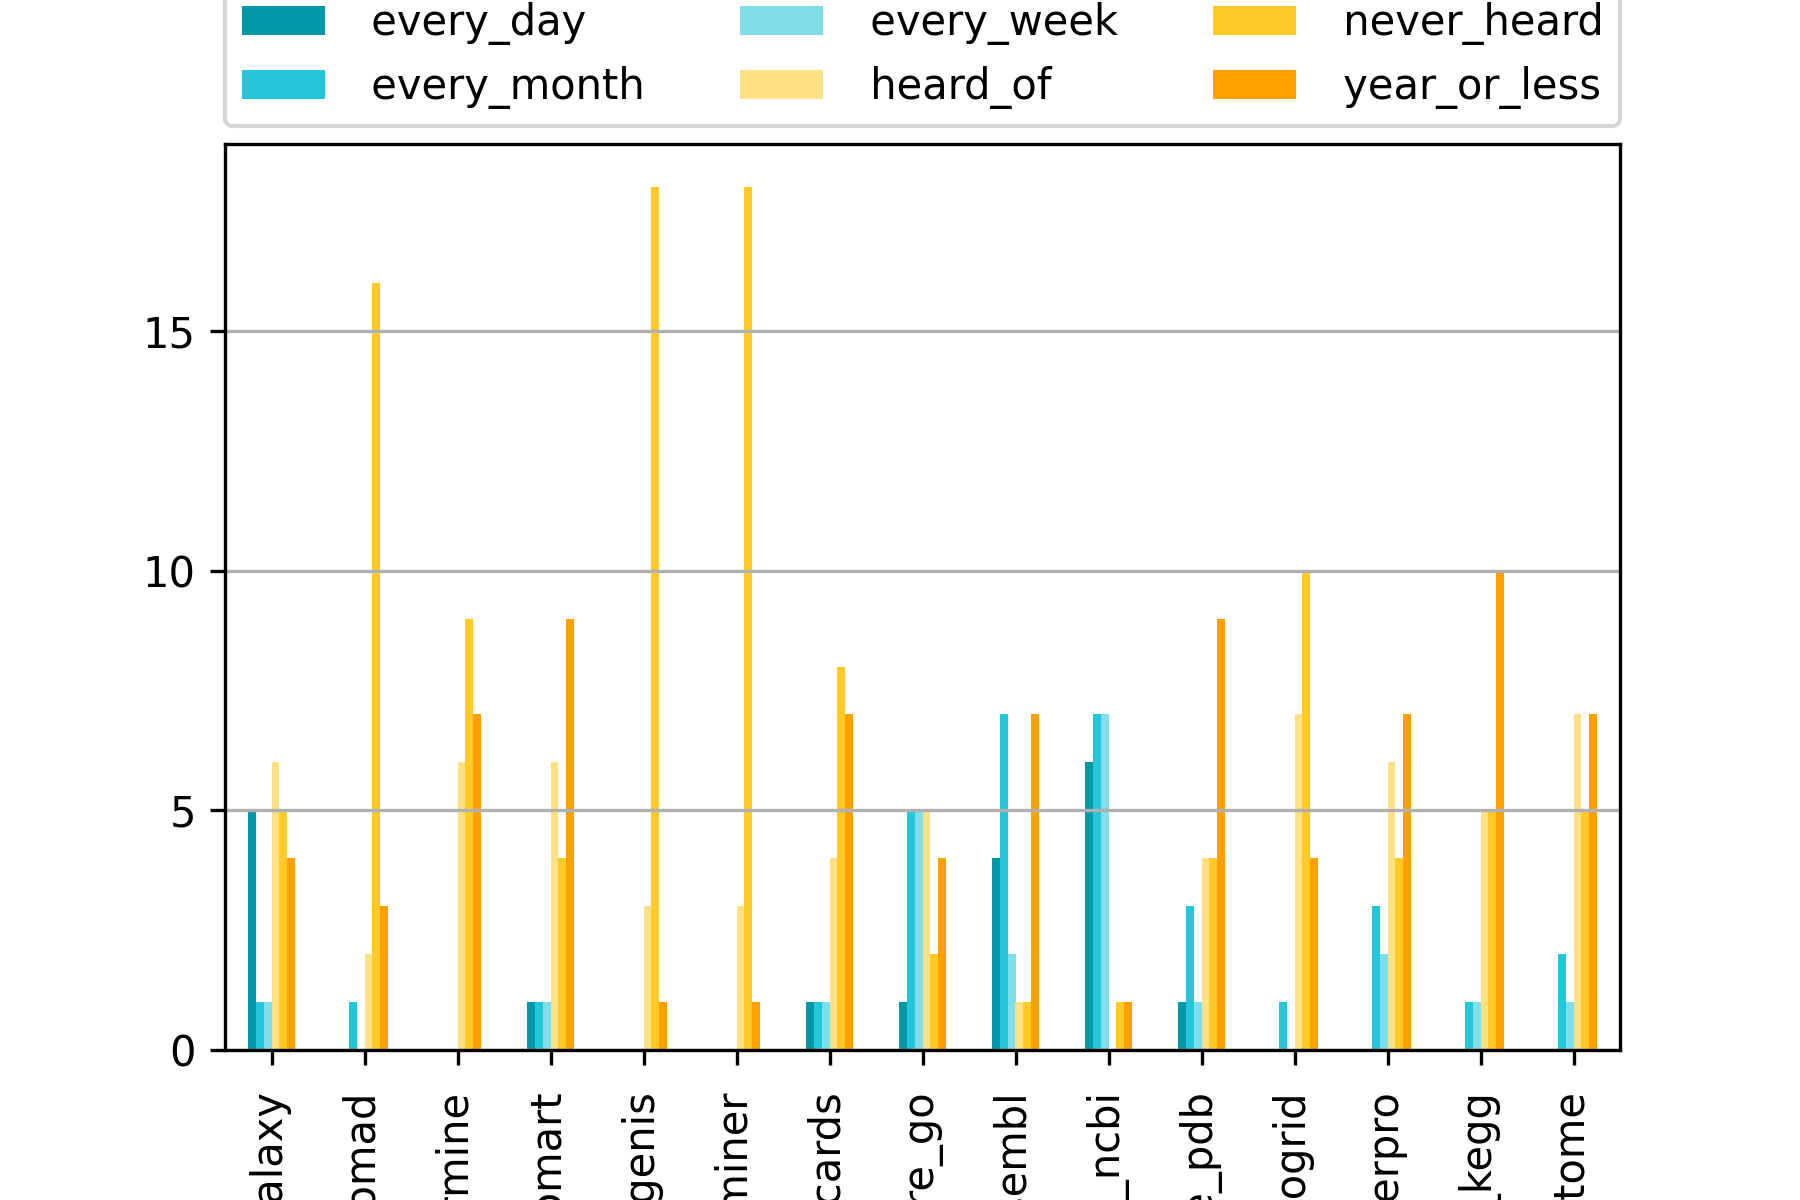 every_day every_week never_heard
every_month heard_of year_or_less
15
10
5
0
alaxy omad rmine omart genis miner cards re_go embl _ncbi e_pdb ogrid erpro _kegg tome